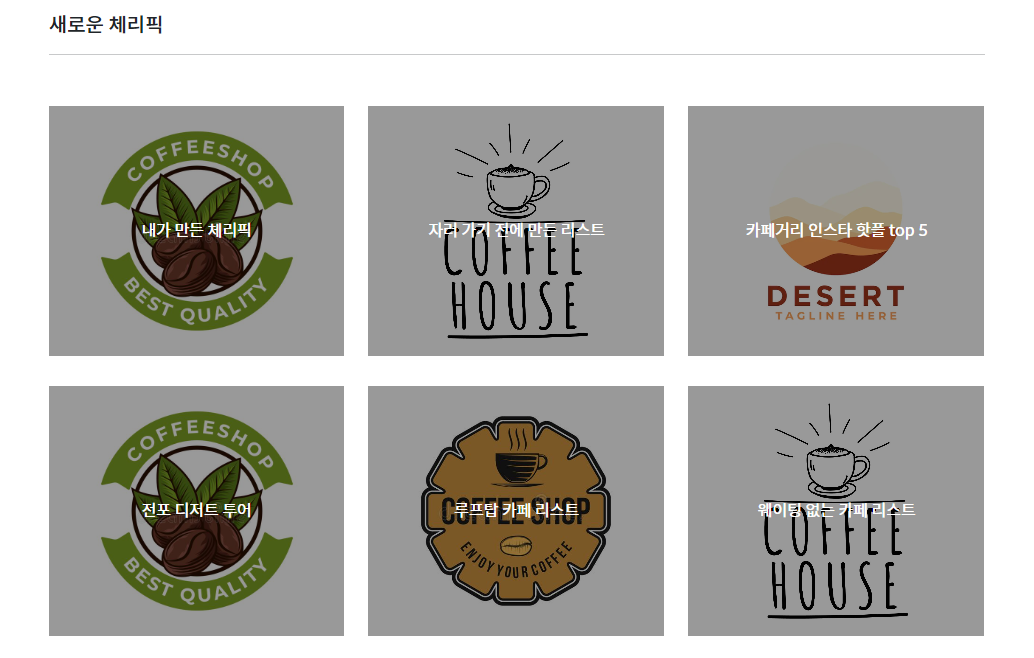 새로운 체리픽
COFFEESHOP
내가 만든 체리픽
BEST QUALITY
자러 가기 전에 만든 리스트
COFFEE
HOUSE
카페거리 인스타 핫플 top 5
DESERT
TAGLINE HERE
COFFEESHOP
전포 디저트 투어
BEST QUALITY
COFFEE SHOP
루프탑 카페 리스트
ENJOY YOUR COFFEE
웨이팅 없는 카페 리스트
COFFEE
HOUSE